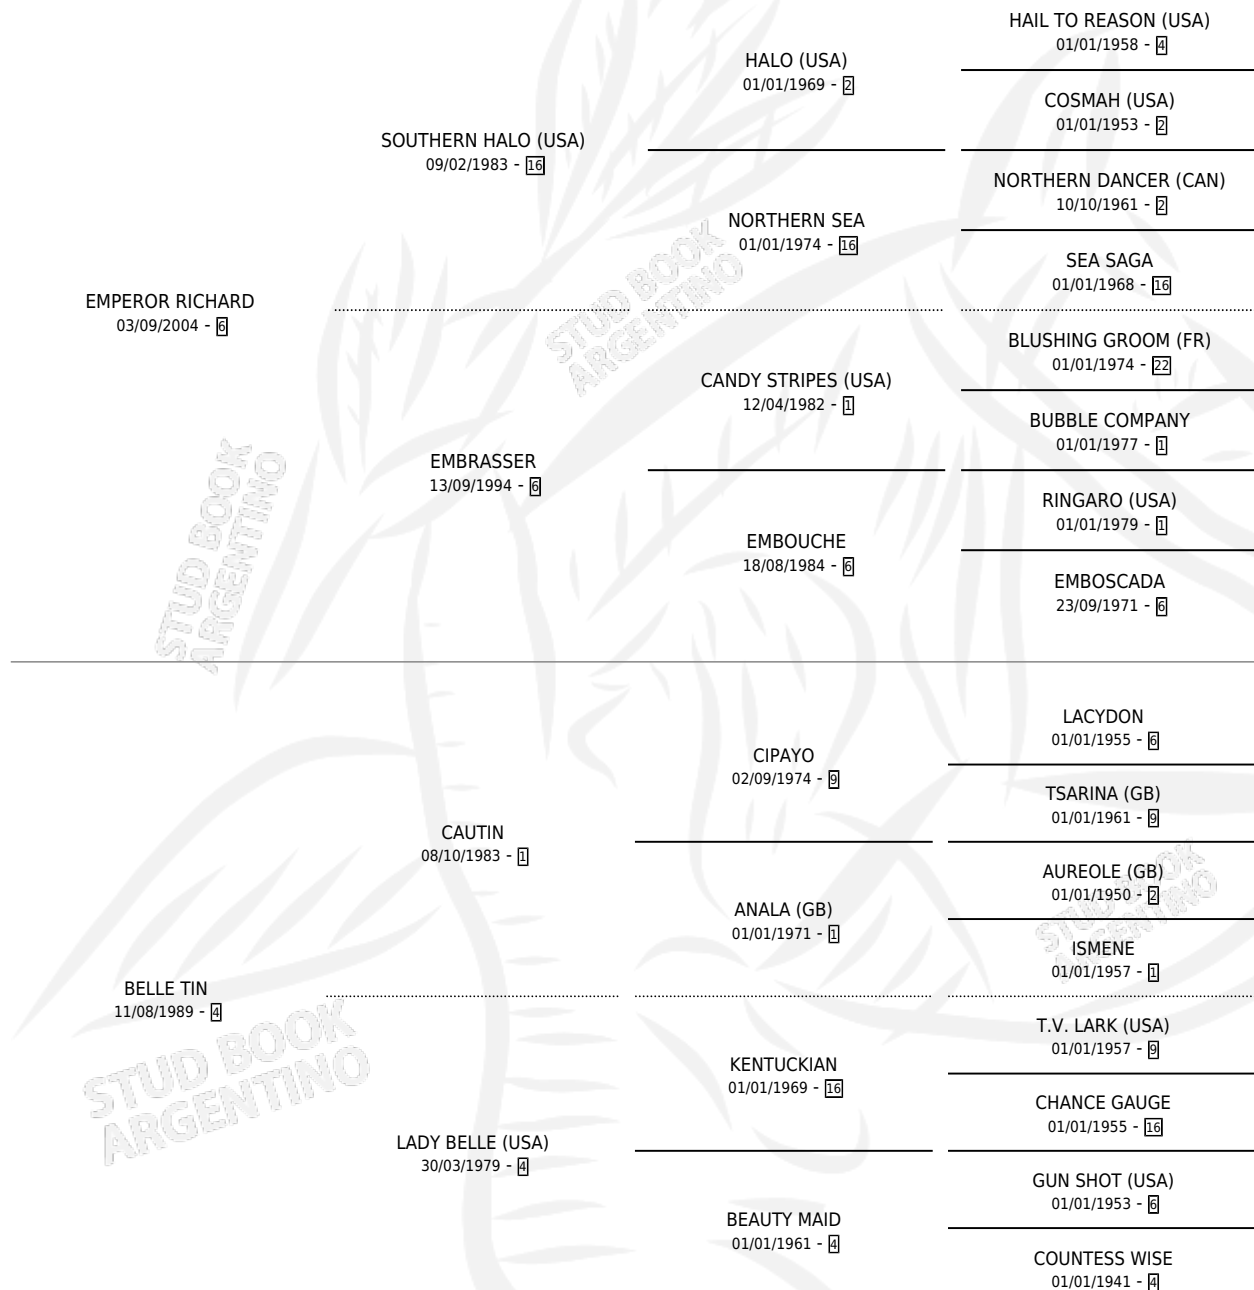 HAIL TO REASON (USA)
01/01/1958 - 4
HALO (USA)
01/01/1969 - 2
COSMAH (USA)
01/01/1953 - 2
SOUTHERN HALO (USA)
09/02/1983 - 16
NORTHERN DANCER (CAN)
10/10/1961 - 2
NORTHERN SEA
01/01/1974 - 16
SEA SAGA
01/01/1968 - 16
EMPEROR RICHARD
03/09/2004 - 6
STUD BOOK
ARGENTINO
BLUSHING GROOM (FR)
01/01/1974 - 22
CANDY STRIPES (USA)
12/04/1982 - 1
BUBBLE COMPANY
01/01/1977 - 1
EMBRASSER
13/09/1994 - 6
RINGARO (USA)
01/01/1979 - 1
EMBOUCHE
18/08/1984 - 6
EMBOSCADA
23/09/1971 - 6
STUD BOOK
ARGENTINO
LACYDON
01/01/1955 - 6
CIPAYO
02/09/1974 - 9
TSARINA (GB)
01/01/1961 - 9
CAUTIN
08/10/1983 - 1
AUREOLE (GB)
01/01/1950 - 2
ANALA (GB)
01/01/1971 - 1
ISMENE
01/01/1957 - 1
STUD BOOK
ARGENTINO
BELLE TIN
11/08/1989 - 4
T.V. LARK (USA)
01/01/1957 - 9
KENTUCKIAN
01/01/1969 - 16
CHANCE GAUGE
01/01/1955 - 16
STUD BOOK
ARGENTINO
LADY BELLE (USA)
30/03/1979 - 4
GUN SHOT (USA)
01/01/1953 - 6
BEAUTY MAID
01/01/1961 - 4
COUNTESS WISE
01/01/1941 - 4